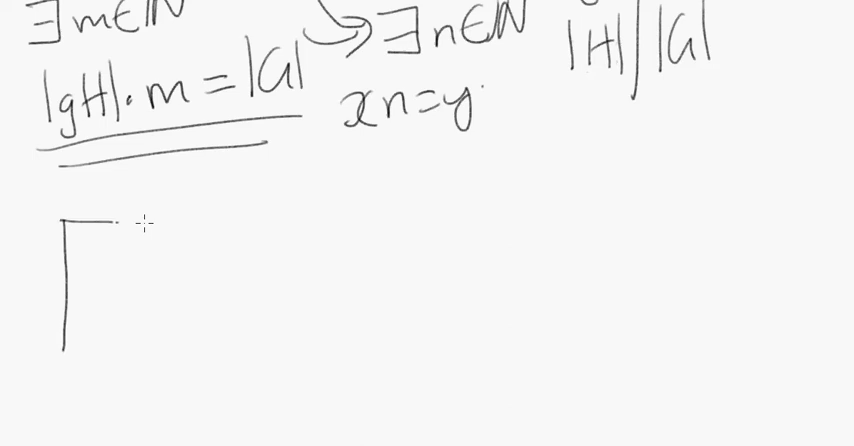 ∃m∈ℕ
∃n∈ℕ
|H| | |G|
|gH|·m=|G|
xn=y